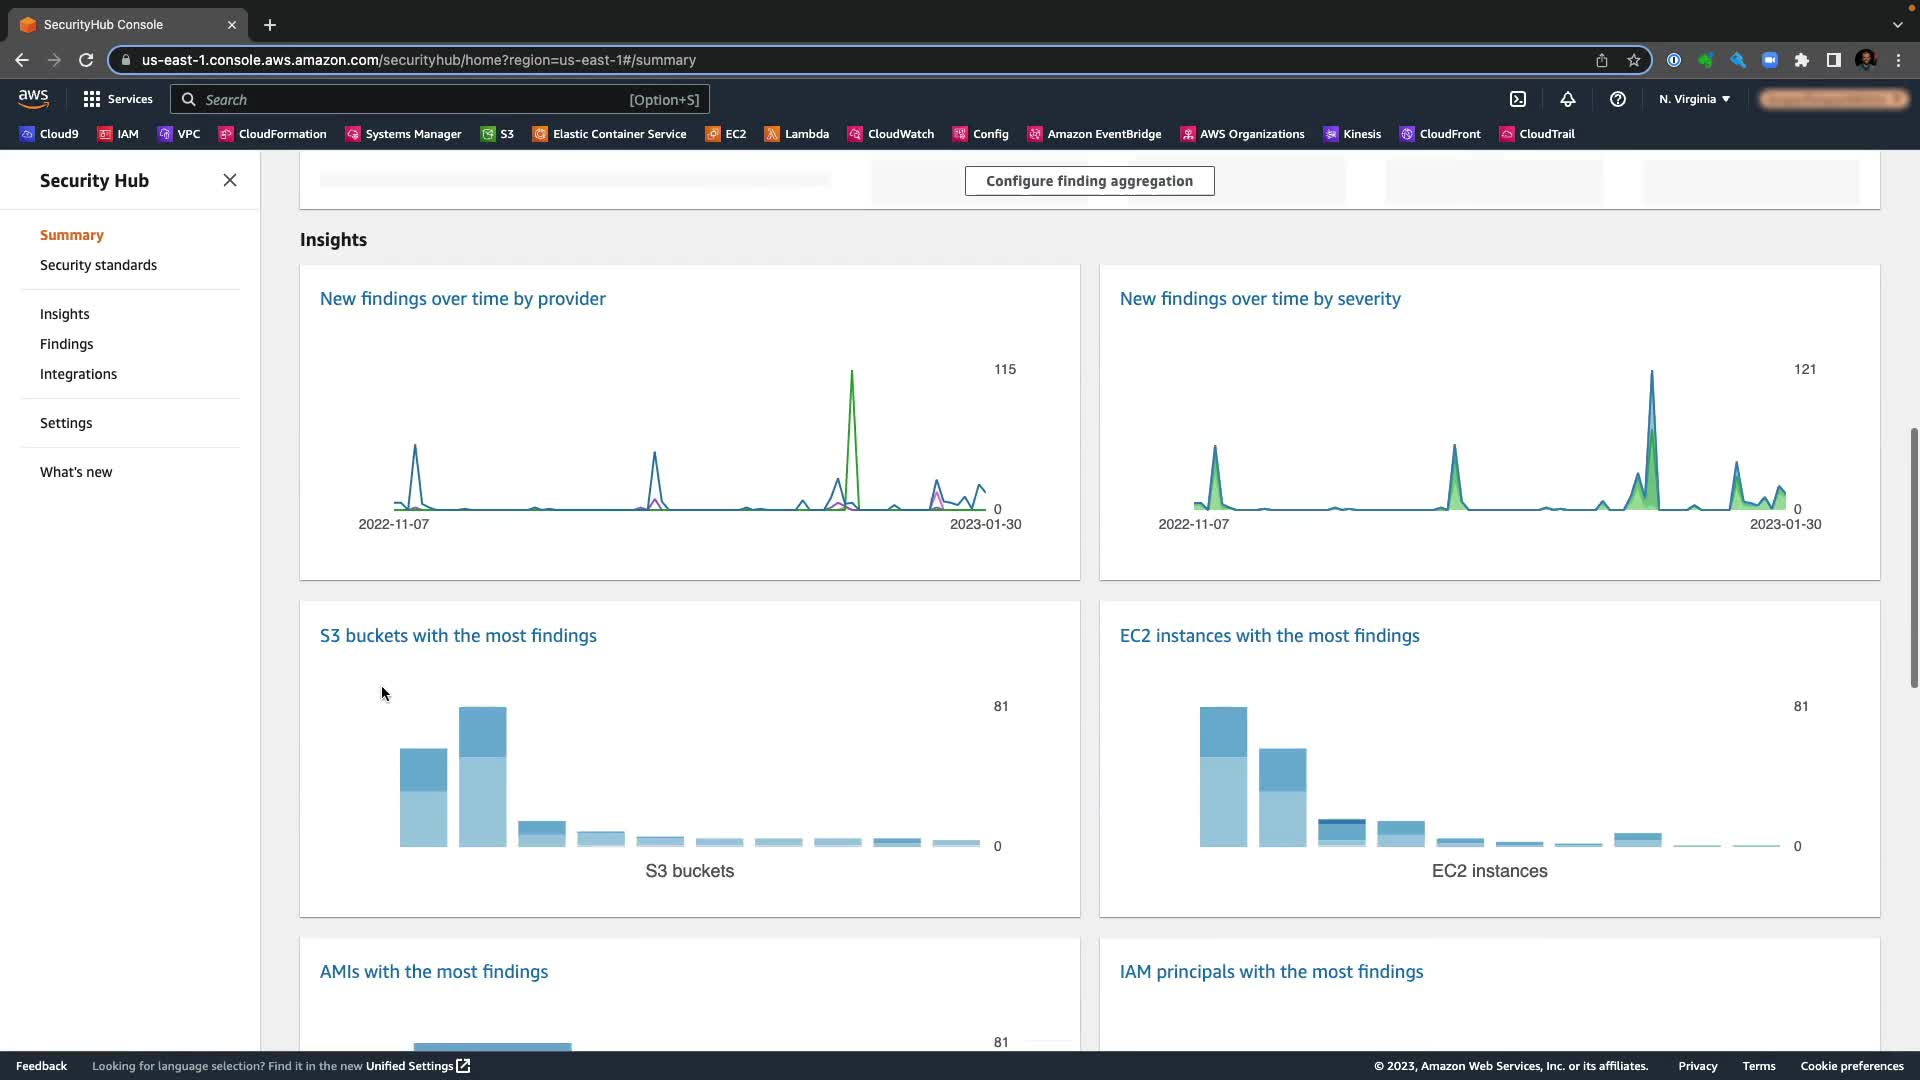 SecurityHub Console
us-east-1.console.aws.amazon.com/securityhub/home?region=us-east-1#/summary
aws
Services
Search
[Option+S]
N. Virginia
Cloud9
IAM
VPC
CloudFormation
Systems Manager
S3
Elastic Container Service
EC2
Lambda
CloudWatch
Config
Amazon EventBridge
AWS Organizations
Kinesis
CloudFront
CloudTrail
Security Hub
Summary
Security standards
Insights
Findings
Integrations
Settings
What's new
Configure finding aggregation
Insights
New findings over time by provider
115
0
2022-11-07
2023-01-30
New findings over time by severity
121
0
2022-11-07
2023-01-30
S3 buckets with the most findings
81
0
S3 buckets
EC2 instances with the most findings
81
0
EC2 instances
AMIs with the most findings
81
IAM principals with the most findings
Feedback
Looking for language selection? Find it in the new Unified Settings
© 2023, Amazon Web Services, Inc. or its affiliates.
Privacy
Terms
Cookie preferences